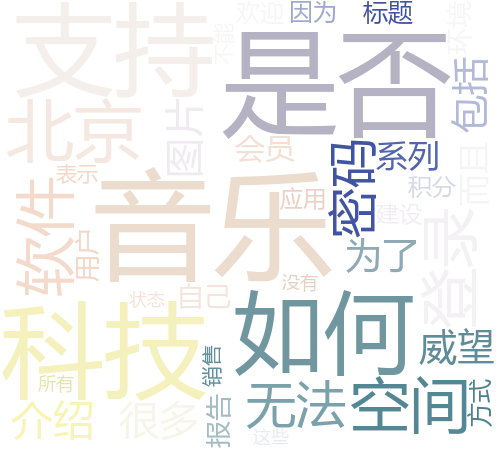 支持
欢迎
因为
标题
不能
环境
是否
包括
北京
图片
会员
密码
系列
表示
音乐
应用
积分
而且
软件
用户
建设
登录
为了
自己
没有
状态
科技
如何
威望
所有
销售
介绍
很多
报告
无法
空间
方式
这些